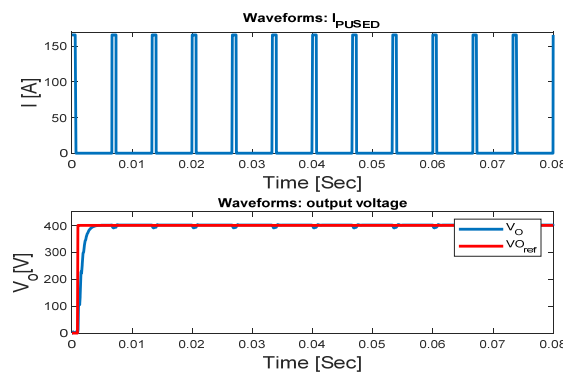 Waveforms: I_PUSED
I [A]
150
100
50
0
0 0.01 0.02 0.03 0.04 0.05 0.06 0.07 0.08
Time [Sec]
Waveforms: output voltage
V_O[V]
400
300
200
100
0
V_O
VO_ref
0 0.01 0.02 0.03 0.04 0.05 0.06 0.07 0.08
Time [Sec]